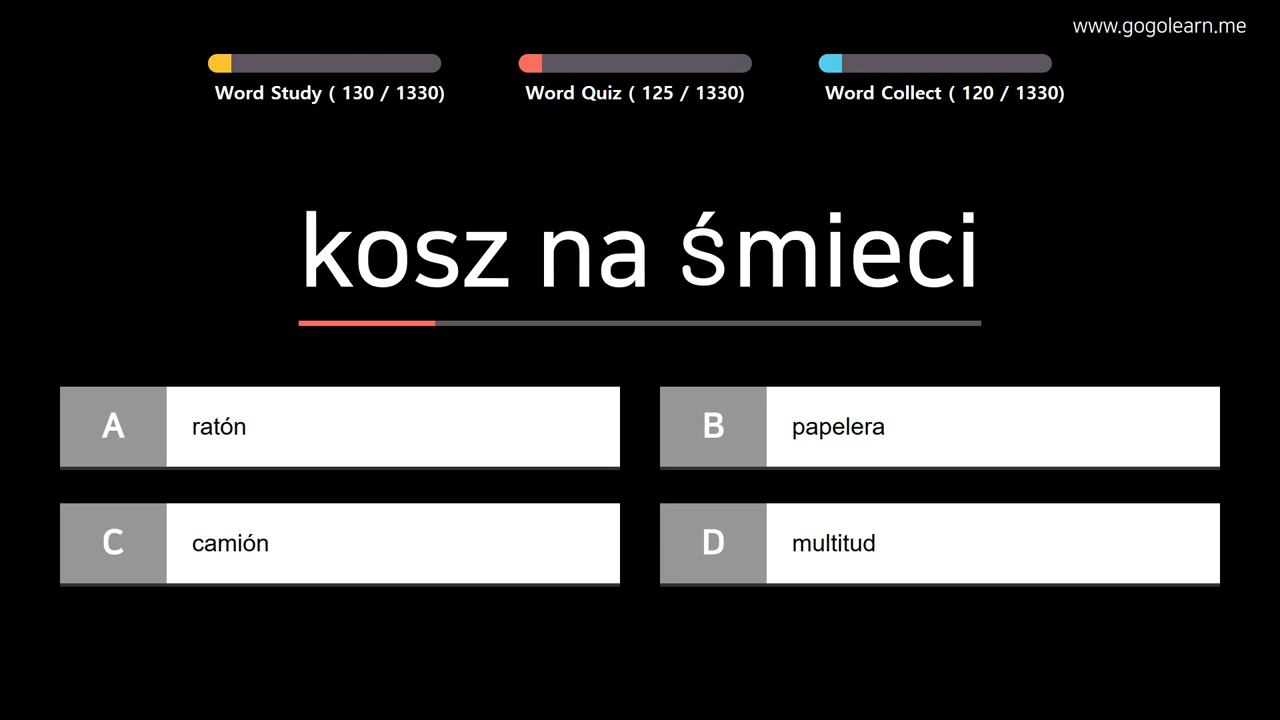 www.gogolearn.me
Word Study ( 130 / 1330)
Word Quiz ( 125 / 1330)
Word Collect ( 120 / 1330)
kosz na śmieci
A ratón
B papelera
C camión
D multitud